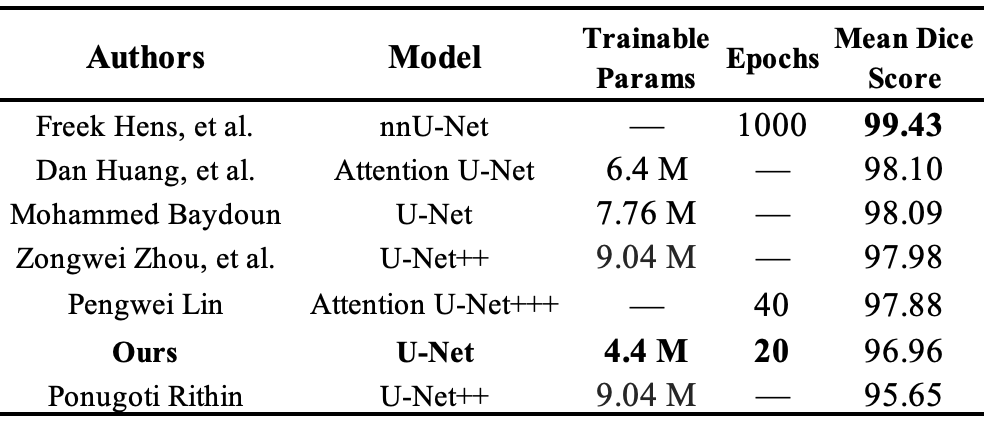 Authors Model Trainable Params Epochs Mean Dice Score
Freek Hens, et al. nnU-Net — 1000 99.43
Dan Huang, et al. Attention U-Net 6.4 M — 98.10
Mohammed Baydoun U-Net 7.76 M — 98.09
Zongwei Zhou, et al. U-Net++ 9.04 M — 97.98
Pengwei Lin Attention U-Net+++ — 40 97.88
Ours U-Net 4.4 M 20 96.96
Ponugoti Rithin U-Net++ 9.04 M — 95.65